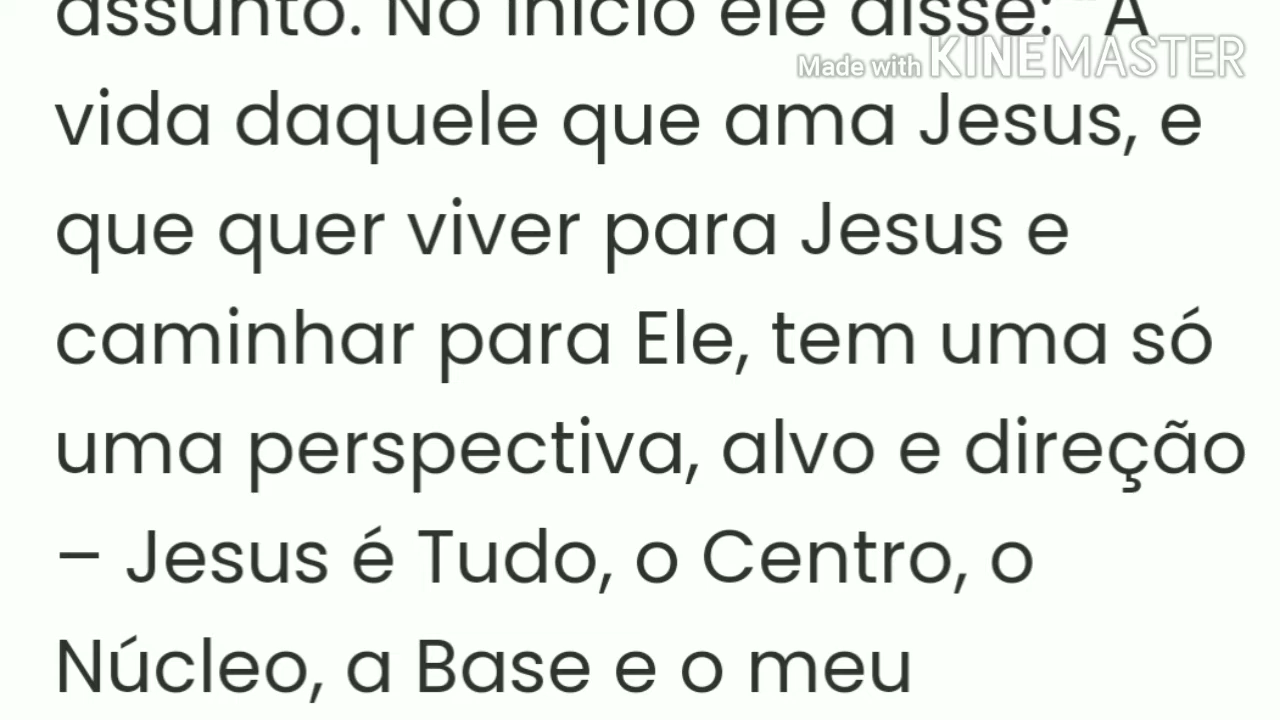 assunto. No início ele disse: "A
Made with KINEMASTER
vida daquele que ama Jesus, e
que quer viver para Jesus e
caminhar para Ele, tem uma só
uma perspectiva, alvo e direção
– Jesus é Tudo, o Centro, o
Núcleo, a Base e o meu